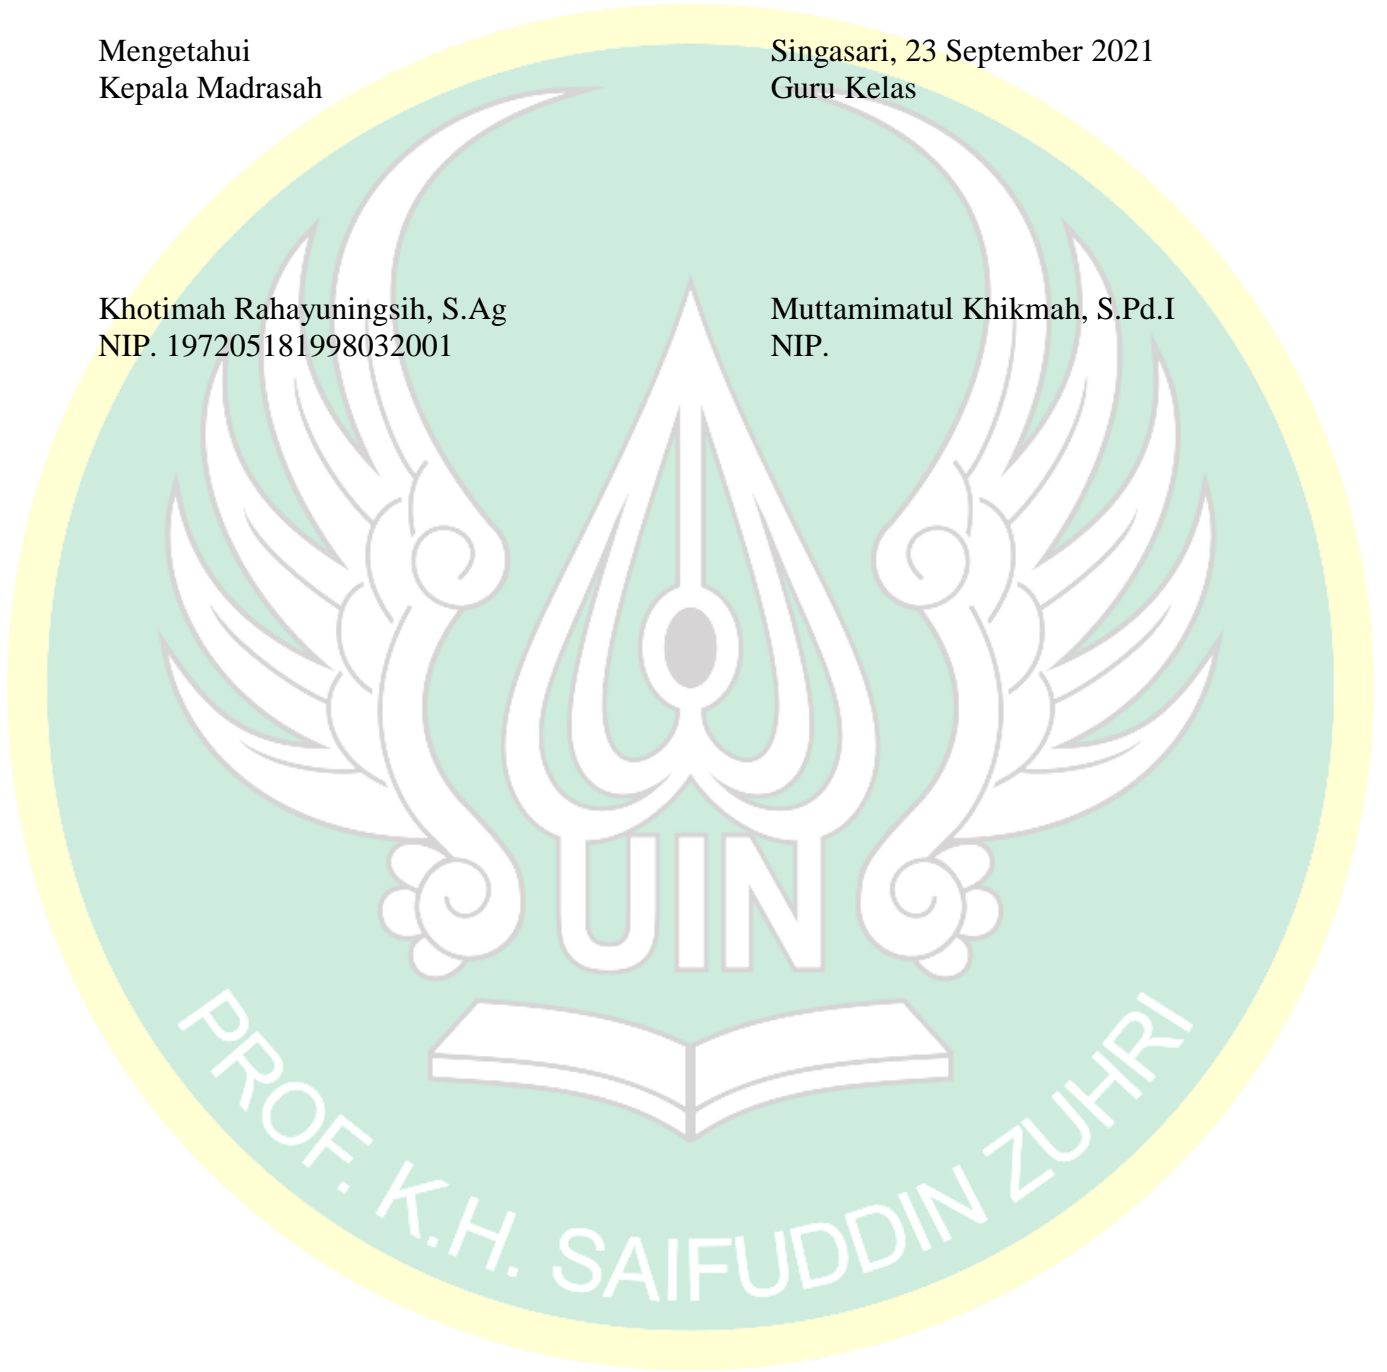 Mengetahui
Kepala Madrasah
Singasari, 23 September 2021
Guru Kelas
Khotimah Rahayuningsih, S.Ag
NIP. 197205181998032001
Muttamimatul Khikmah, S.Pd.I
NIP.
UIN
PROF. K.H. SAIFUDDIN ZUHRI